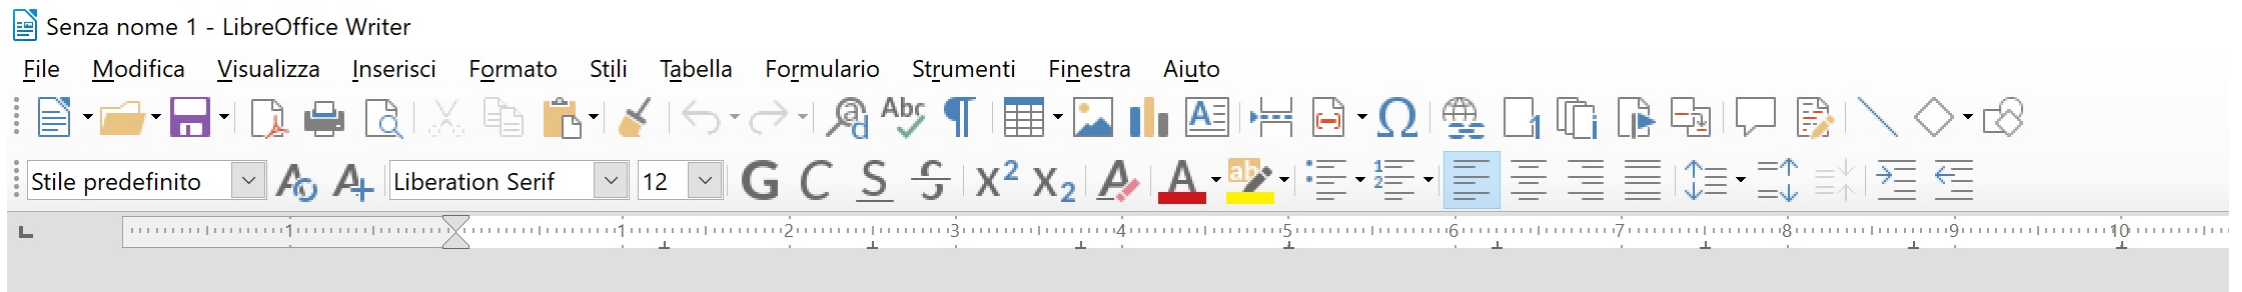 Senza nome 1 - LibreOffice Writer
File Modifica Visualizza Inserisci Formato Stili Tabella Formulario Strumenti Finestra Aiuto
Abc
Stile predefinito Liberation Serif 12 G C S S X² X₂ A ab
1 1 2 3 4 5 6 7 8 9 10